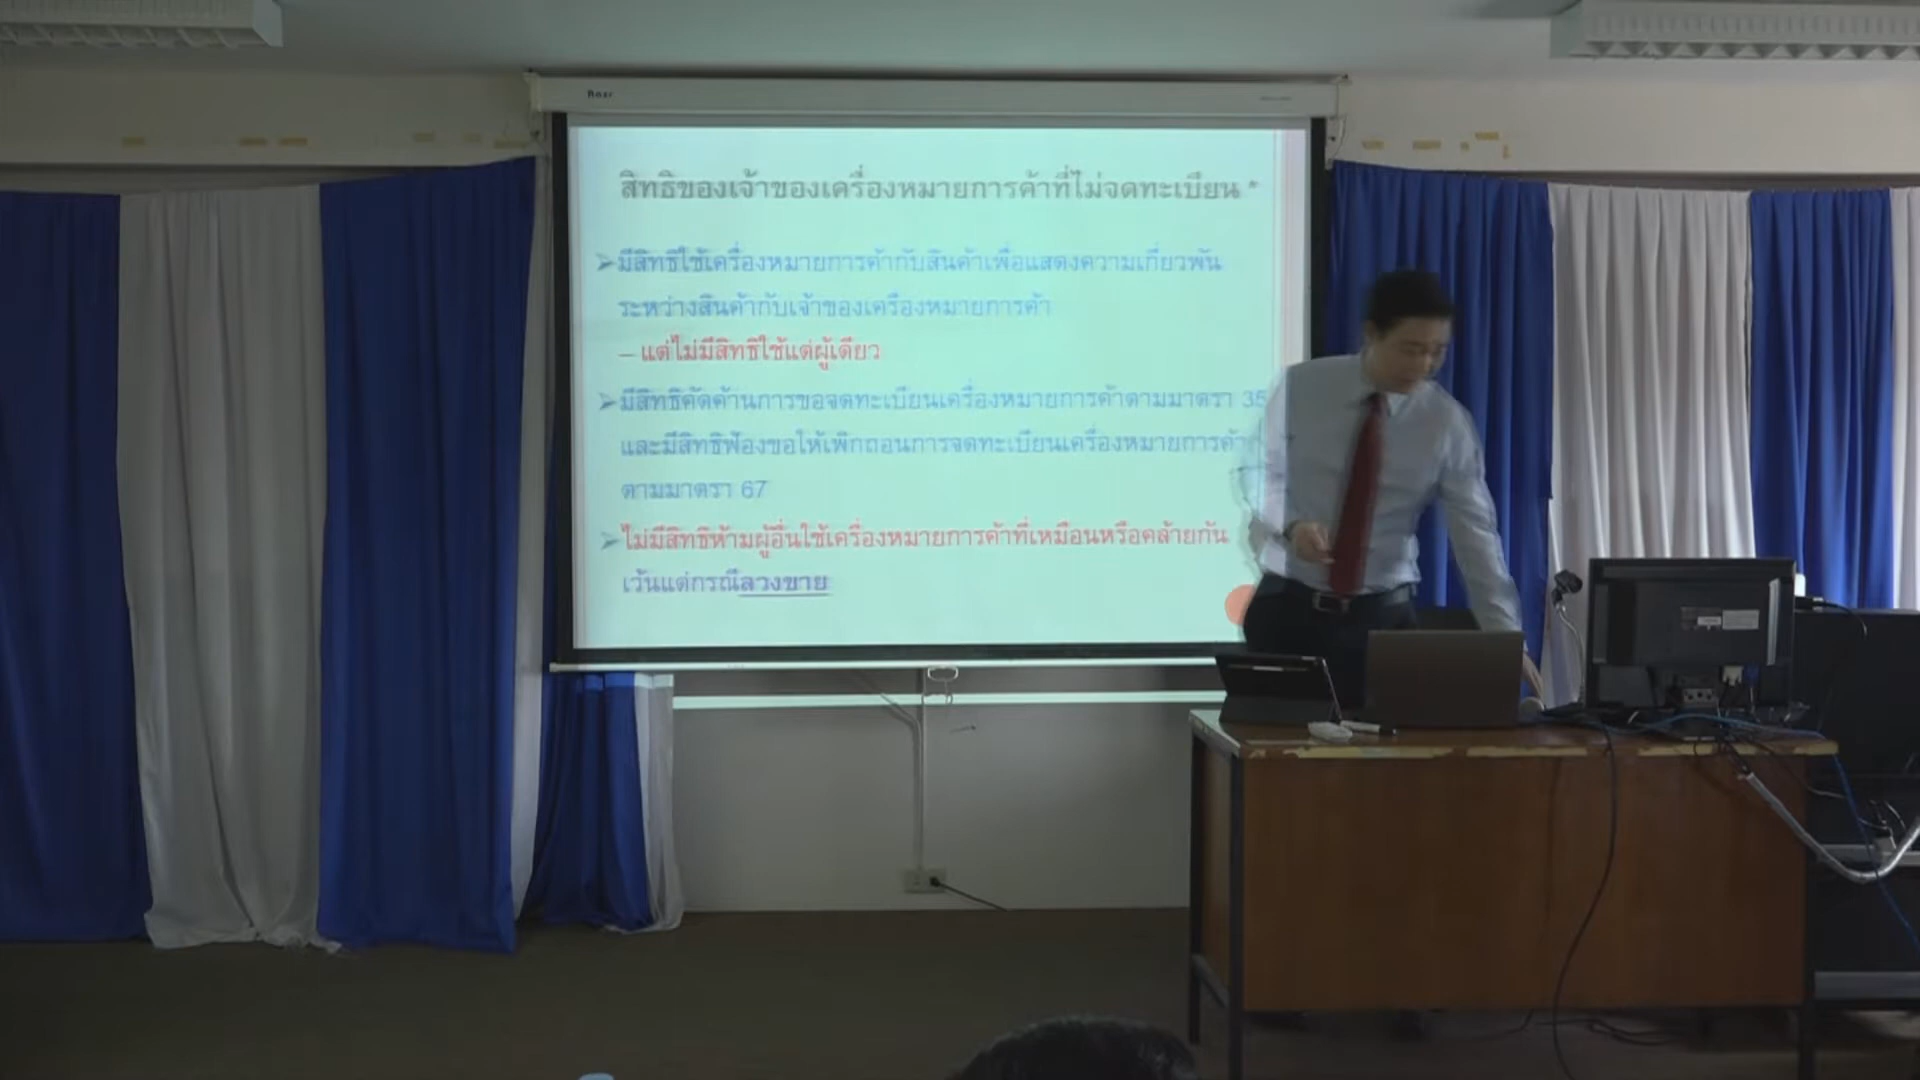 สิทธิของเจ้าของเครื่องหมายการค้าที่ไม่จดทะเบียน *
➢มีสิทธิใช้เครื่องหมายการค้ากับสินค้าเพื่อแสดงความเกี่ยวพัน
ระหว่างสินค้ากับเจ้าของเครื่องหมายการค้า
– แต่ไม่มีสิทธิใช้แต่ผู้เดียว
➢มีสิทธิคัดค้านการขอจดทะเบียนเครื่องหมายการค้าตามมาตรา 35
และมีสิทธิฟ้องขอให้เพิกถอนการจดทะเบียนเครื่องหมายการค้า
ตามมาตรา 67
➢ไม่มีสิทธิห้ามผู้อื่นใช้เครื่องหมายการค้าที่เหมือนหรือคล้ายกัน
เว้นแต่กรณีลวงขาย